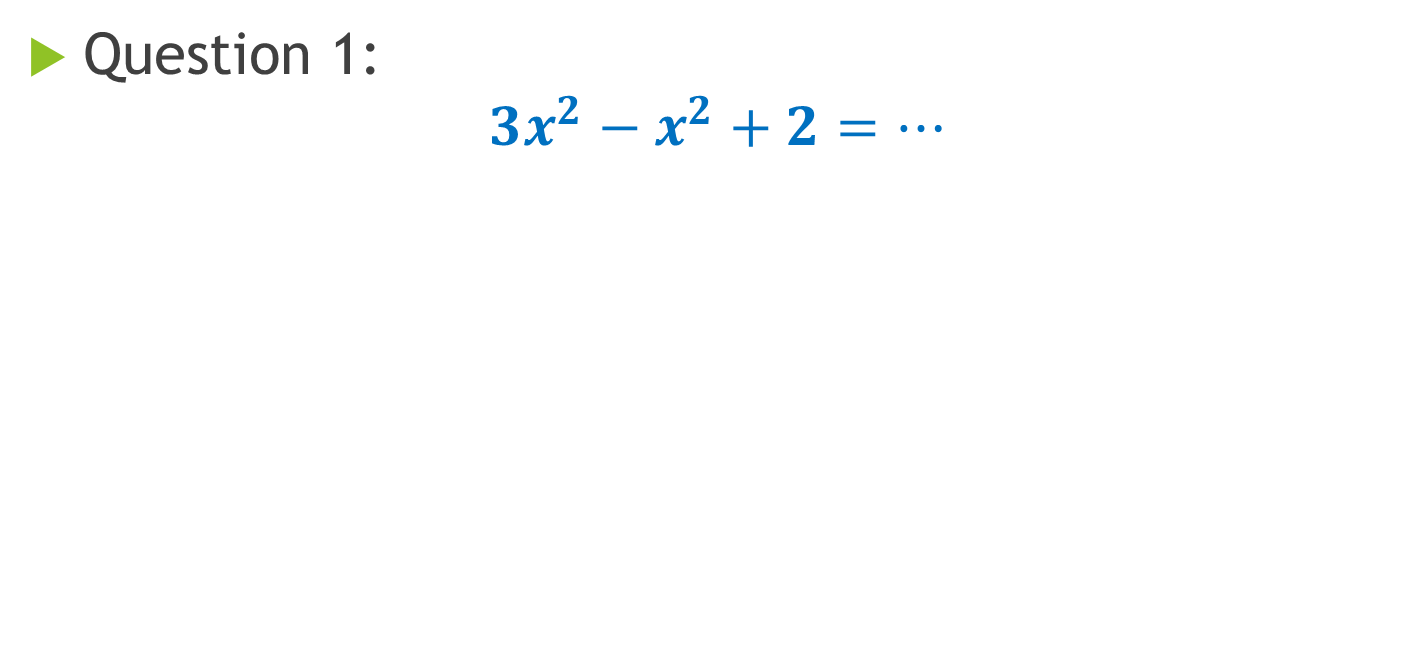 Question 1:
3x² − x² + 2 = ⋯